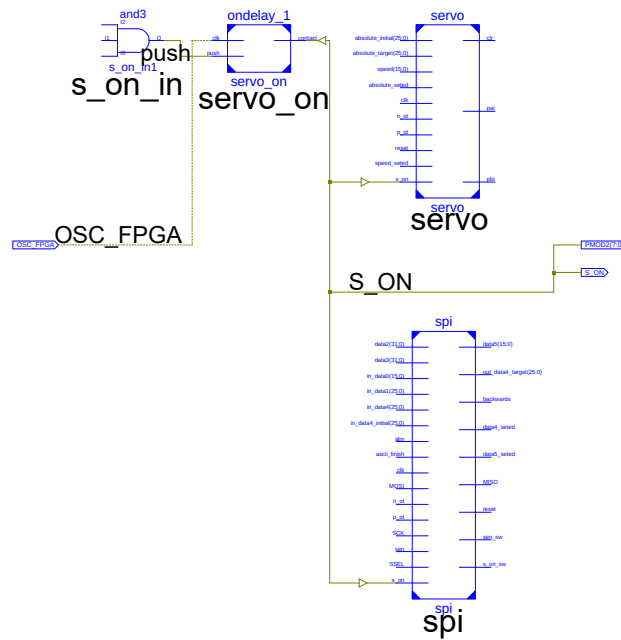 and3
I2
I1
I0
O
s_on_in1
s_on_in
push
ondelay_1
clk
push
contact
servo_on
servo_on
servo
absolute_initial(25:0)
absolute_target(25:0)
speed(15:0)
absolute_seted
clk
n_ot
p_ot
reset
speed_seted
s_on
clr
pai
pbi
servo
servo
OSC_FPGA
OSC_FPGA
S_ON
PMOD2(7:0
S_ON
spi
data2(31:0)
data3(31:0)
in_data0(15:0)
in_data1(25:0)
in_data4(25:0)
in_data4_initial(25:0)
alm
ascii_finish
clk
MOSI
n_ot
p_ot
SCK
sen
SSEL
s_on
data5(15:0)
out_data4_target(25:0)
backwards
data4_seted
data5_seted
MISO
reset
sen_sw
s_on_sw
spi
spi